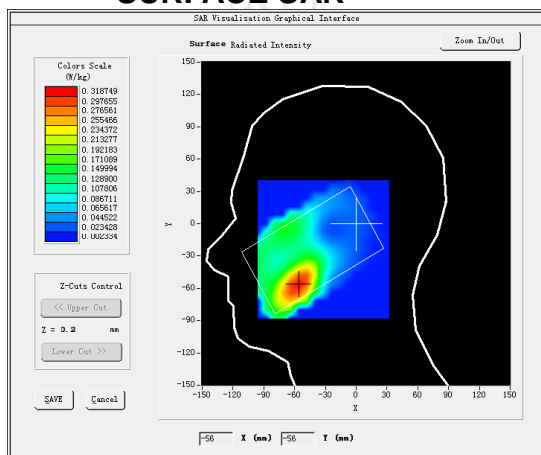 SURFACE SAR
SAR Visualisation Graphical Interface
Surface Radiated Intensity
Zoom In/Out
Colors Scale
(W/kg)
0.318749
0.297655
0.276561
0.255466
0.234372
0.213277
0.192183
0.171089
0.149994
0.128900
0.107806
0.086711
0.065617
0.044522
0.023428
0.002334
Z-Cuts Control
<< Upper Cut
Z = 0.2 mm
Lower Cut >>
SAVE Cancel
150
120
90
60
30
0
-30
-60
-90
-120
-150
Y
-150 -120 -90 -60 -30 0 30 60 90 120 150
X
-56 X (mm) -56 Y (mm)